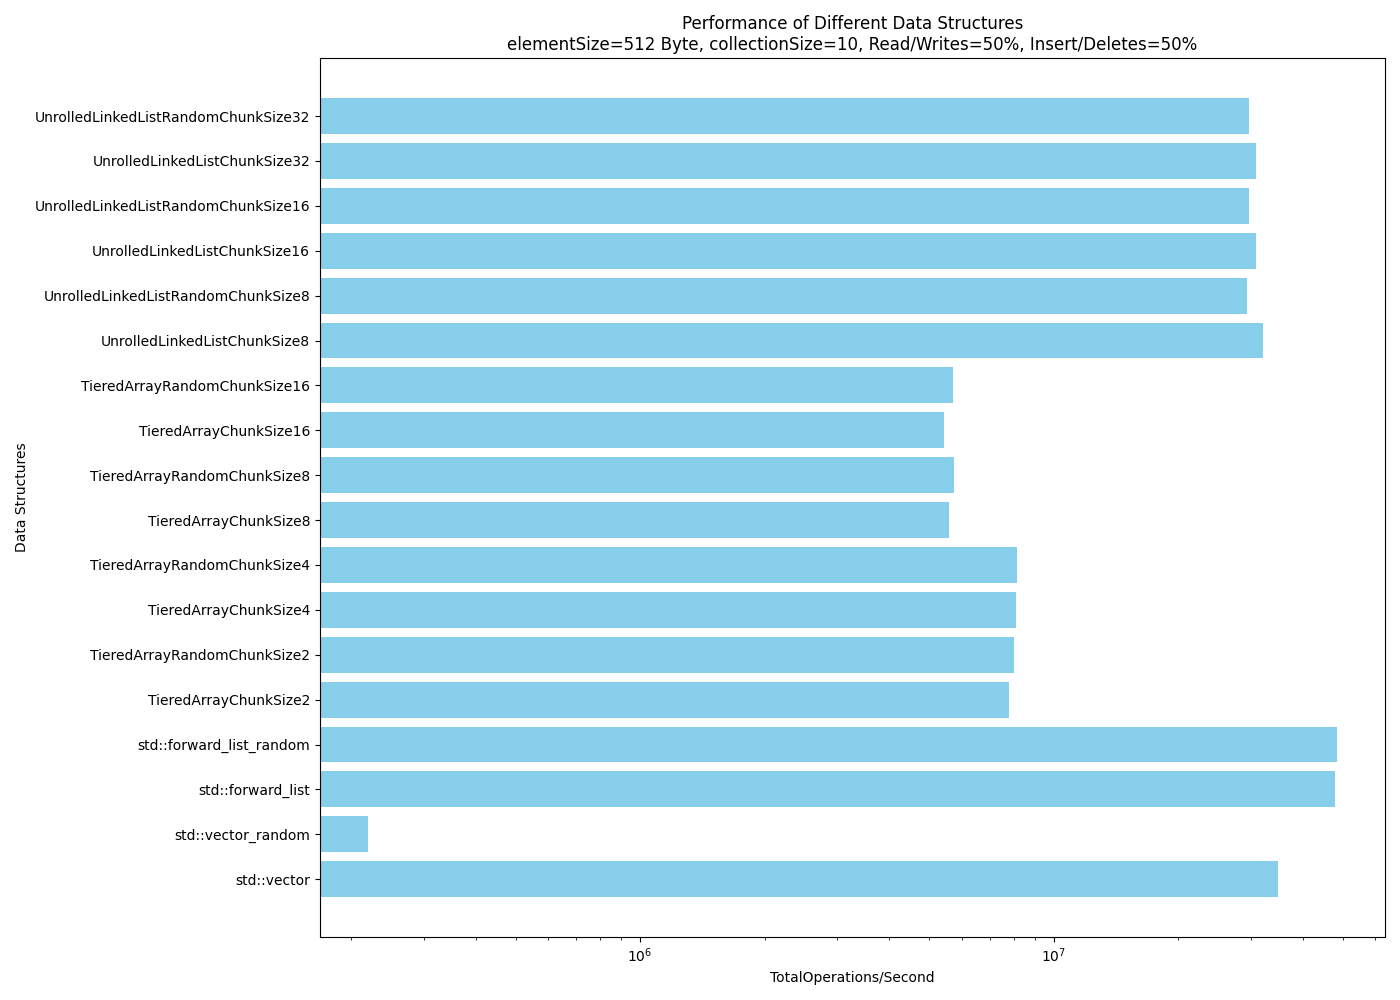 Performance of Different Data Structures
elementSize=512 Byte, collectionSize=10, Read/Writes=50%, Insert/Deletes=50%
UnrolledLinkedListRandomChunkSize32
UnrolledLinkedListChunkSize32
UnrolledLinkedListRandomChunkSize16
UnrolledLinkedListChunkSize16
UnrolledLinkedListRandomChunkSize8
UnrolledLinkedListChunkSize8
TieredArrayRandomChunkSize16
TieredArrayChunkSize16
TieredArrayRandomChunkSize8
TieredArrayChunkSize8
TieredArrayRandomChunkSize4
TieredArrayChunkSize4
TieredArrayRandomChunkSize2
TieredArrayChunkSize2
std::forward_list_random
std::forward_list
std::vector_random
std::vector
Data Structures
10⁶ 10⁷
TotalOperations/Second